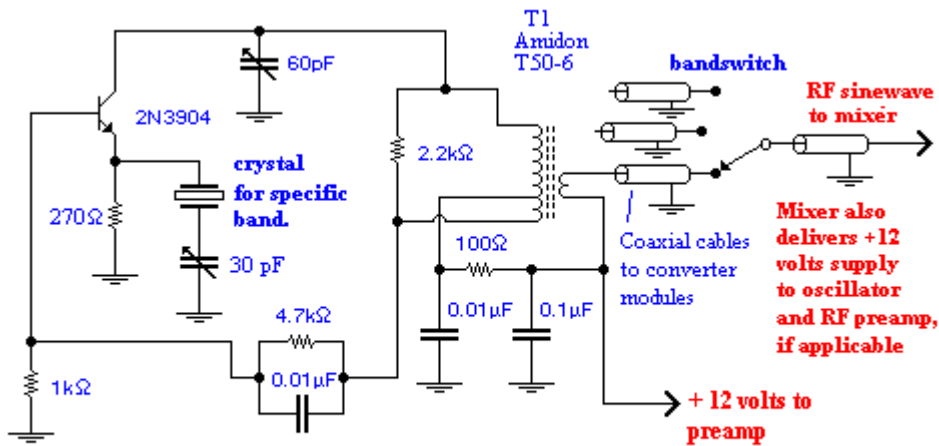 T1
Amidon
T50-6
60pF
2N3904
crystal
for specific
band.
270Ω
30 pF
2.2kΩ
100Ω
0.01µF
0.1µF
4.7kΩ
0.01µF
1kΩ
bandswitch
RF sinewave
to mixer
Coaxial cables
to converter
modules
Mixer also
delivers +12
volts supply
to oscillator
and RF preamp,
if applicable
+ 12 volts to
preamp